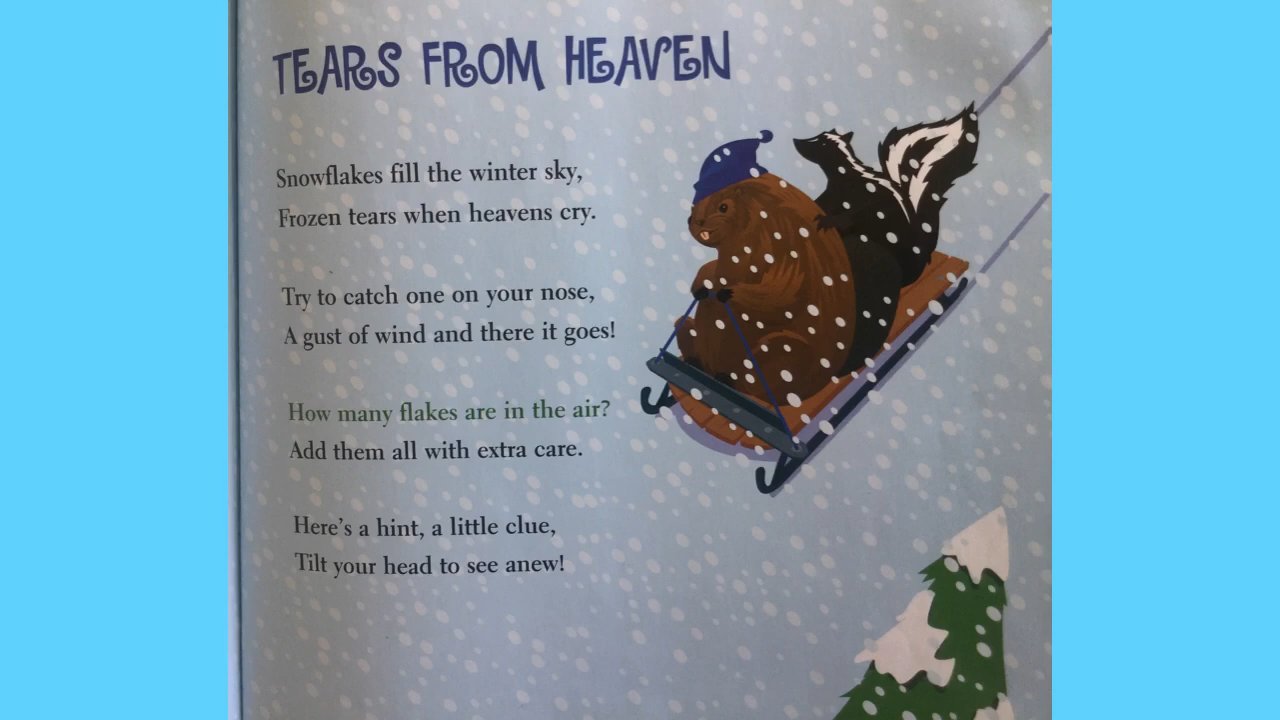 TEARS FROM HEAVEN
Snowflakes fill the winter sky,
Frozen tears when heavens cry.
Try to catch one on your nose,
A gust of wind and there it goes!
How many flakes are in the air?
Add them all with extra care.
Here's a hint, a little clue,
Tilt your head to see anew!